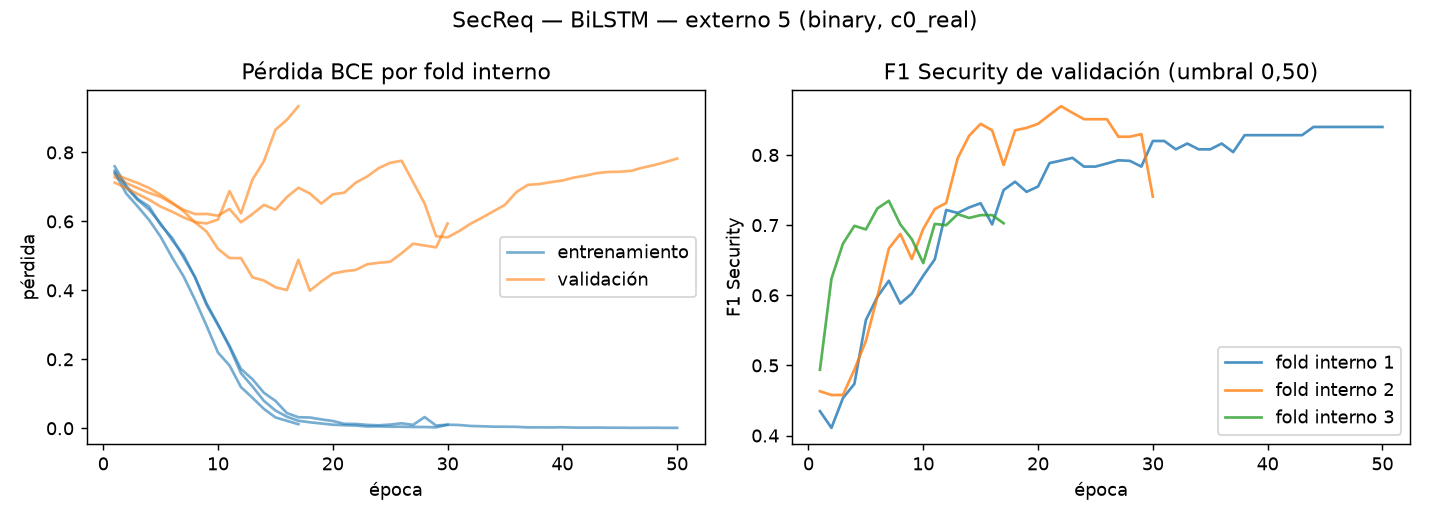 SecReq — BiLSTM — externo 5 (binary, c0_real)
Pérdida BCE por fold interno
pérdida
0.8
0.6
0.4
0.2
0.0
0
10
20
30
40
50
época
entrenamiento
validación
F1 Security de validación (umbral 0,50)
F1 Security
0.8
0.7
0.6
0.5
0.4
0
10
20
30
40
50
época
fold interno 1
fold interno 2
fold interno 3